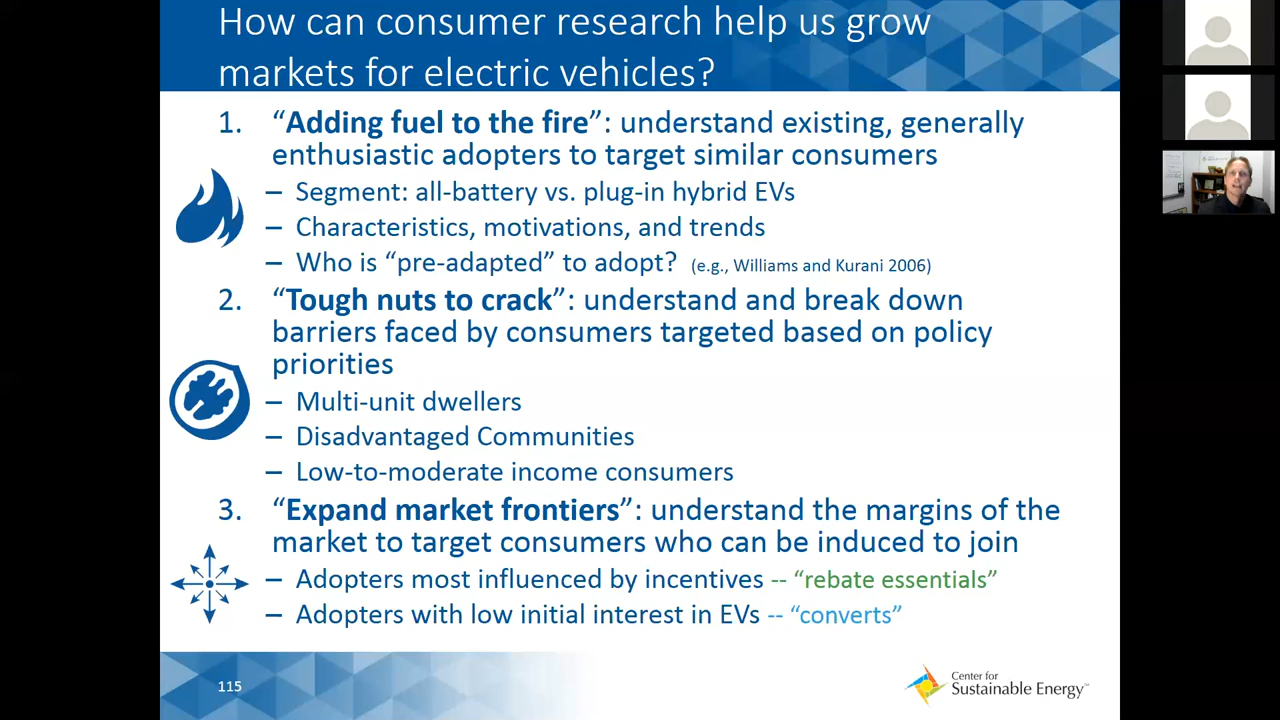 How can consumer research help us grow
markets for electric vehicles?
1. “Adding fuel to the fire”: understand existing, generally
enthusiastic adopters to target similar consumers
– Segment: all-battery vs. plug-in hybrid EVs
– Characteristics, motivations, and trends
– Who is “pre-adapted” to adopt? (e.g., Williams and Kurani 2006)
2. “Tough nuts to crack”: understand and break down
barriers faced by consumers targeted based on policy
priorities
– Multi-unit dwellers
– Disadvantaged Communities
– Low-to-moderate income consumers
3. “Expand market frontiers”: understand the margins of the
market to target consumers who can be induced to join
– Adopters most influenced by incentives -- “rebate essentials”
– Adopters with low initial interest in EVs -- “converts”
115
Center for
Sustainable Energy™